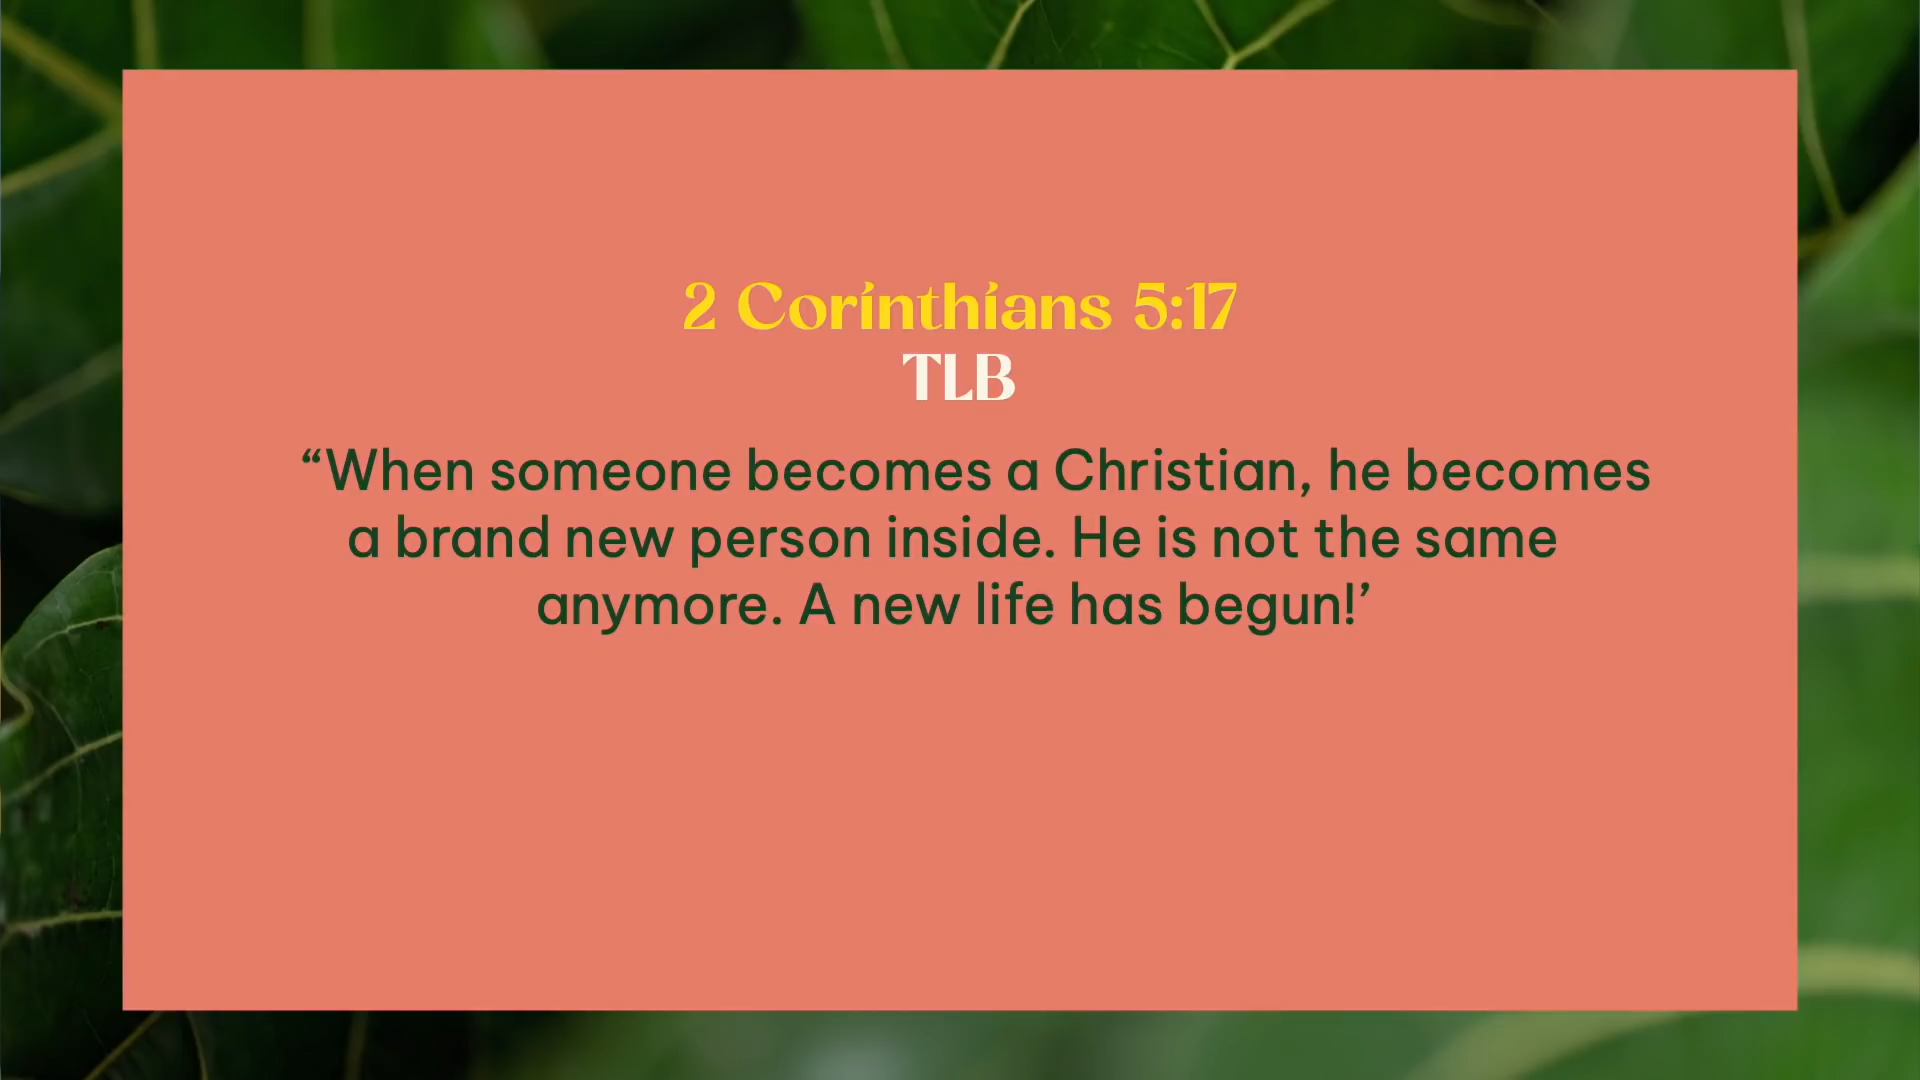 2 Corinthians 5:17
TLB
“When someone becomes a Christian, he becomes
a brand new person inside. He is not the same
anymore. A new life has begun!’